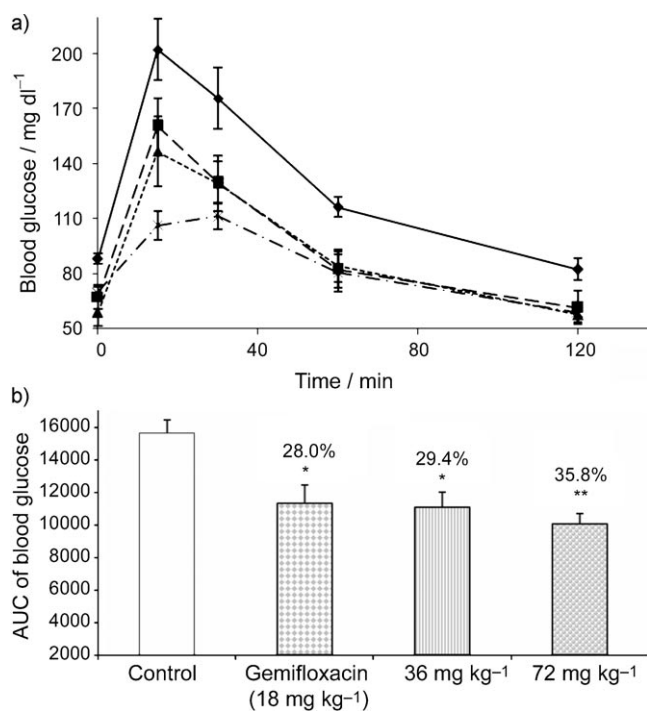 a)
200
170
140
110
80
50
Blood glucose / mg dl⁻¹
0
40
80
120
Time / min
b)
16000
14000
12000
10000
8000
6000
4000
2000
AUC of blood glucose
28.0%
*
29.4%
*
35.8%
**
Control
Gemifloxacin
(18 mg kg⁻¹)
36 mg kg⁻¹
72 mg kg⁻¹